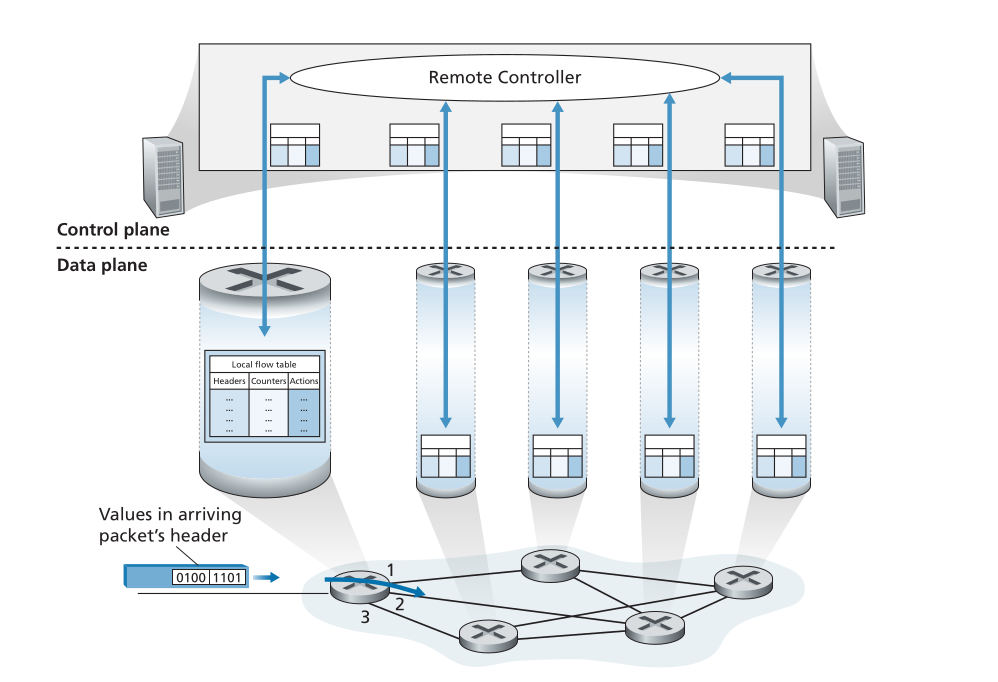 Remote Controller
Control plane
Data plane
Local flow table
Headers Counters Actions
... ... ...
... ... ...
... ... ...
... ... ...
Values in arriving
packet's header
0100 1101
1
2
3